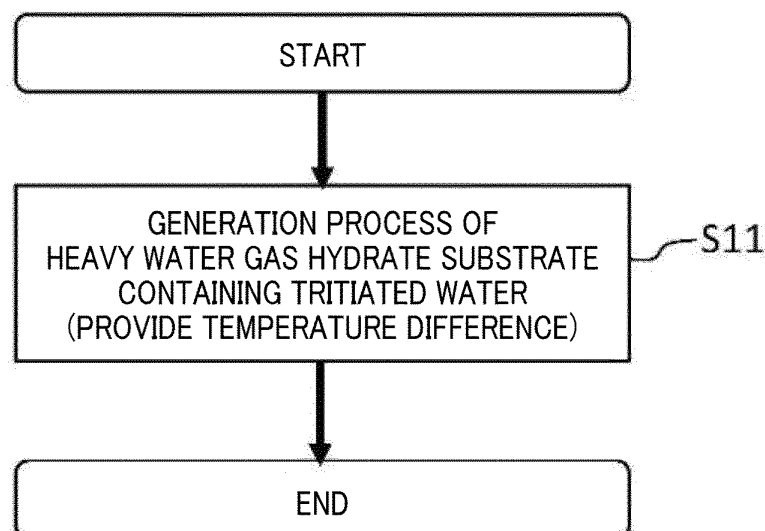 START
GENERATION PROCESS OF
HEAVY WATER GAS HYDRATE SUBSTRATE
CONTAINING TRITIATED WATER
(PROVIDE TEMPERATURE DIFFERENCE)
S11
END